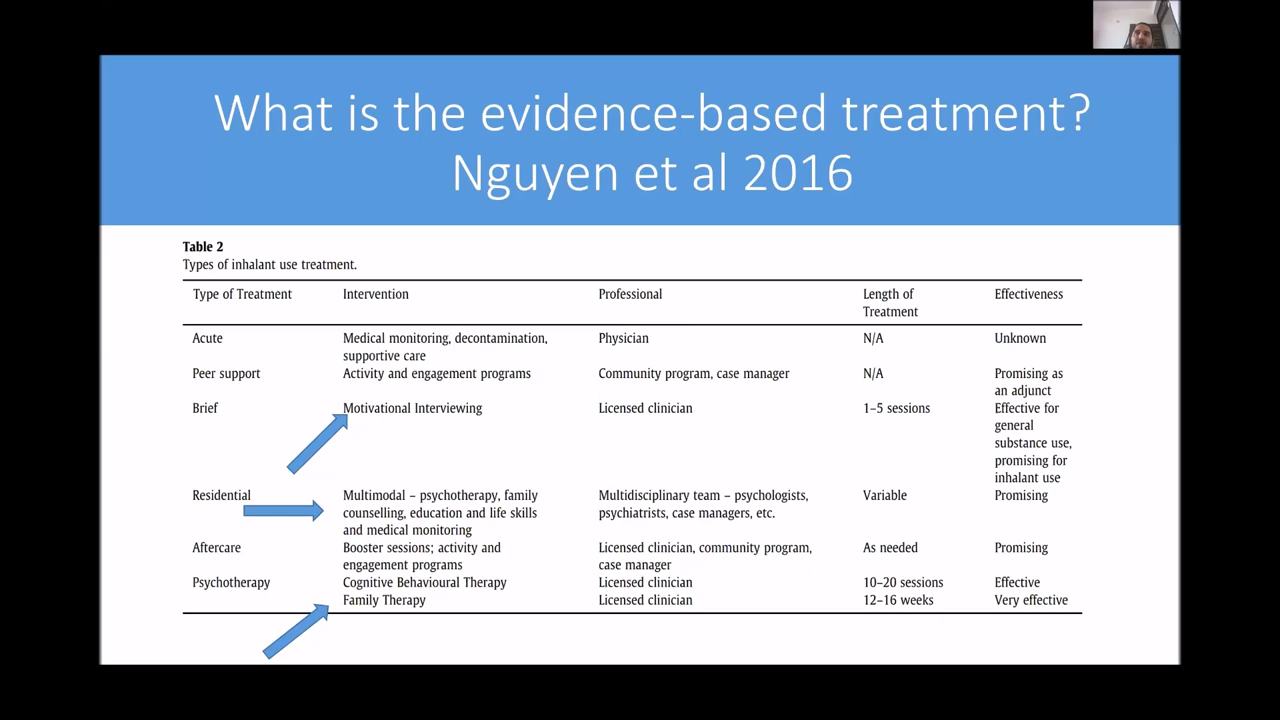 What is the evidence-based treatment?
Nguyen et al 2016
Table 2
Types of inhalant use treatment.
Type of Treatment Intervention Professional Length of Treatment Effectiveness
Acute Medical monitoring, decontamination, supportive care Physician N/A Unknown
Peer support Activity and engagement programs Community program, case manager N/A Promising as an adjunct
Brief Motivational Interviewing Licensed clinician 1–5 sessions Effective for general substance use, promising for inhalant use
Residential Multimodal – psychotherapy, family counselling, education and life skills and medical monitoring Multidisciplinary team – psychologists, psychiatrists, case managers, etc. Variable Promising
Aftercare Booster sessions; activity and engagement programs Licensed clinician, community program, case manager As needed Promising
Psychotherapy Cognitive Behavioural Therapy Licensed clinician 10–20 sessions Effective
Family Therapy Licensed clinician 12–16 weeks Very effective